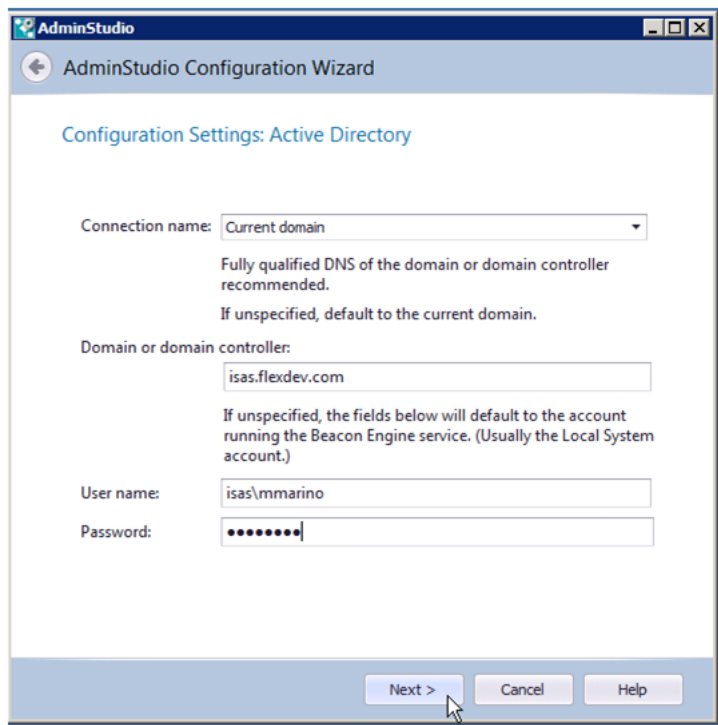 AdminStudio
AdminStudio Configuration Wizard
Configuration Settings: Active Directory
Connection name: Current domain
Fully qualified DNS of the domain or domain controller
recommended.
If unspecified, default to the current domain.
Domain or domain controller:
isas.flexdev.com
If unspecified, the fields below will default to the account
running the Beacon Engine service. (Usually the Local System
account.)
User name: isas\mmarino
Password: ••••••••
Next > Cancel Help